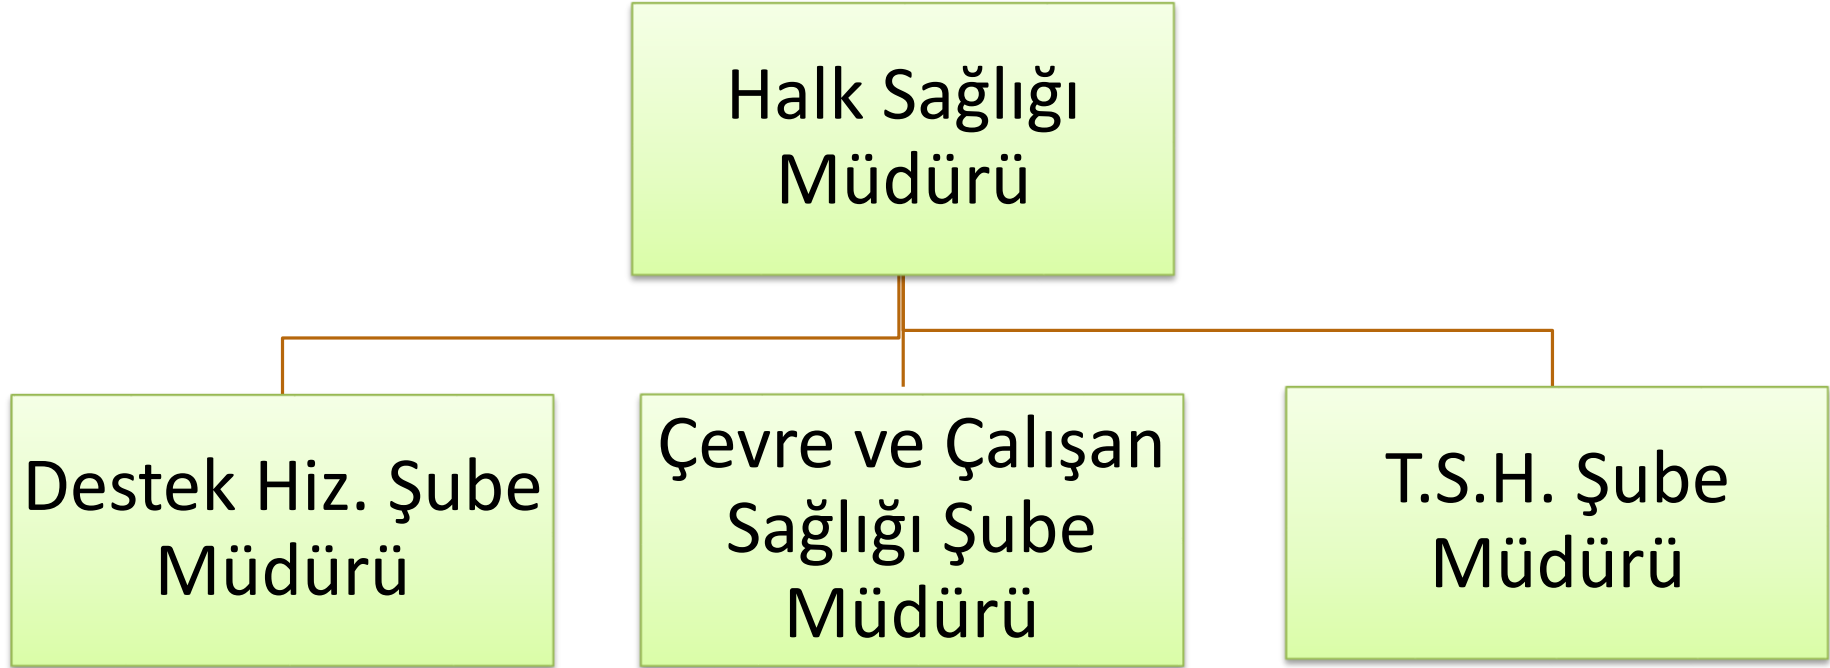 Halk Sağlığı
Müdürü
Destek Hiz. Şube
Müdürü
Çevre ve Çalışan
Sağlığı Şube
Müdürü
T.S.H. Şube
Müdürü